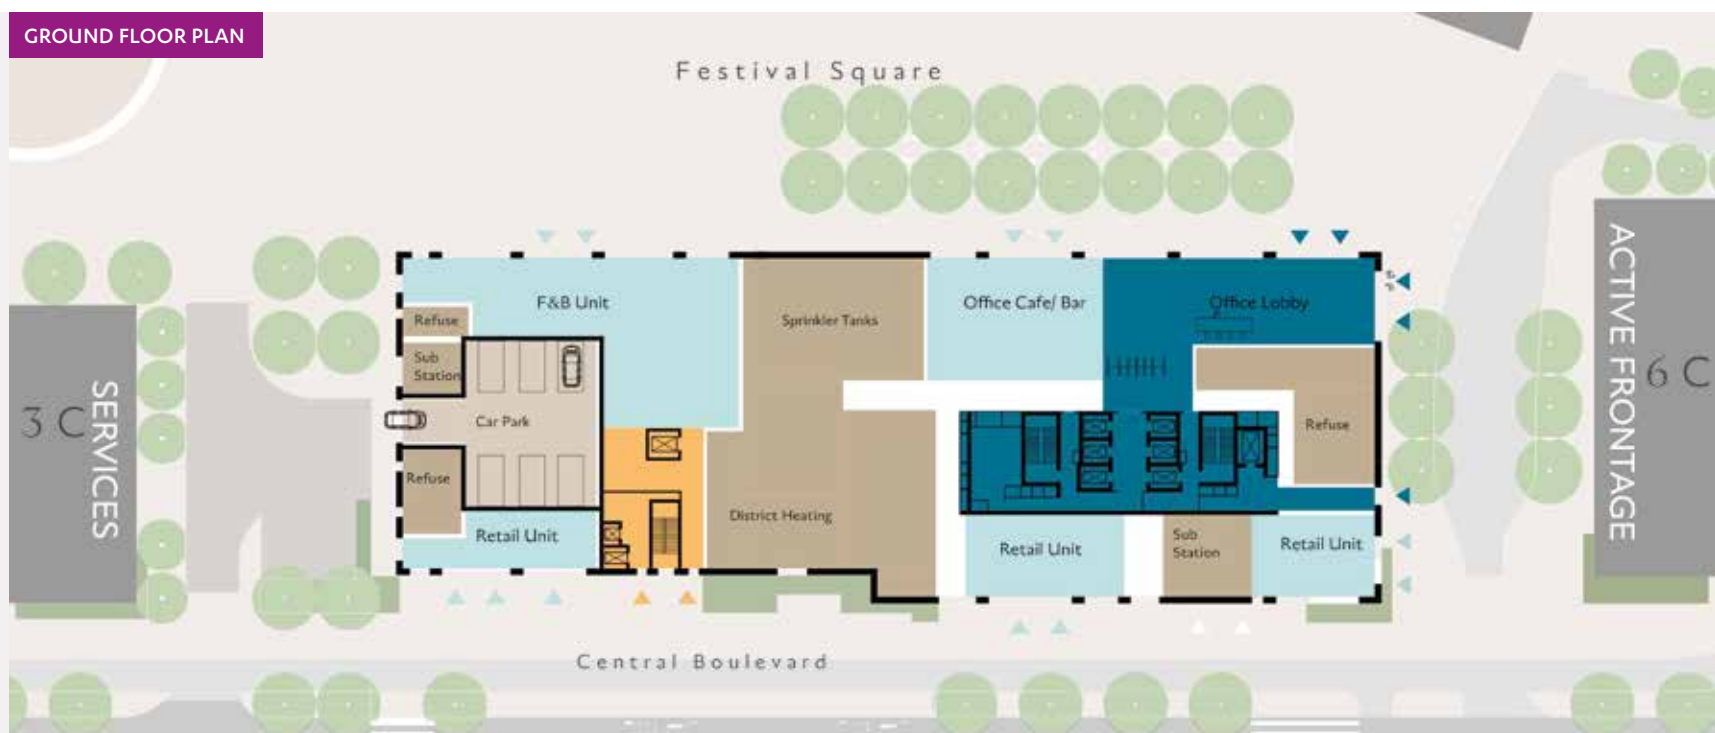 GROUND FLOOR PLAN
Festival Square
F&B Unit
Sprinkler Tanks
Office Cafe/ Bar
Office Lobby
Refuse
Sub
Station
Car Park
Refuse
Retail Unit
District Heating
Refuse
Retail Unit
Sub
Station
Retail Unit
3 C
SERVICES
ACTIVE FRONTAGE
6 C
Central Boulevard